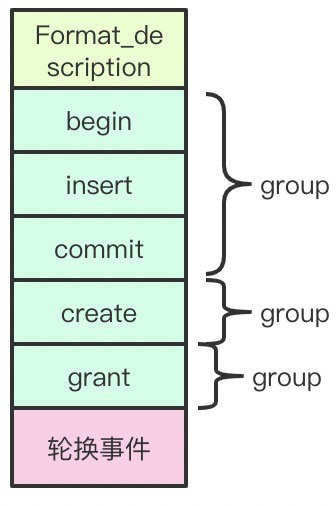 Format_de
scription
begin
insert
group
commit
create
group
grant
group
轮换事件